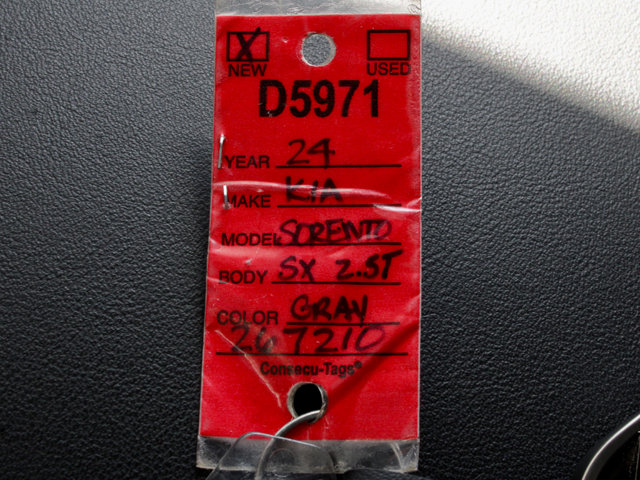 X
NEW USED
D5971
YEAR 24
MAKE KIA
MODEL SORENTO
BODY SX 2.5T
COLOR GRAY
267210
Consecu-Tags®